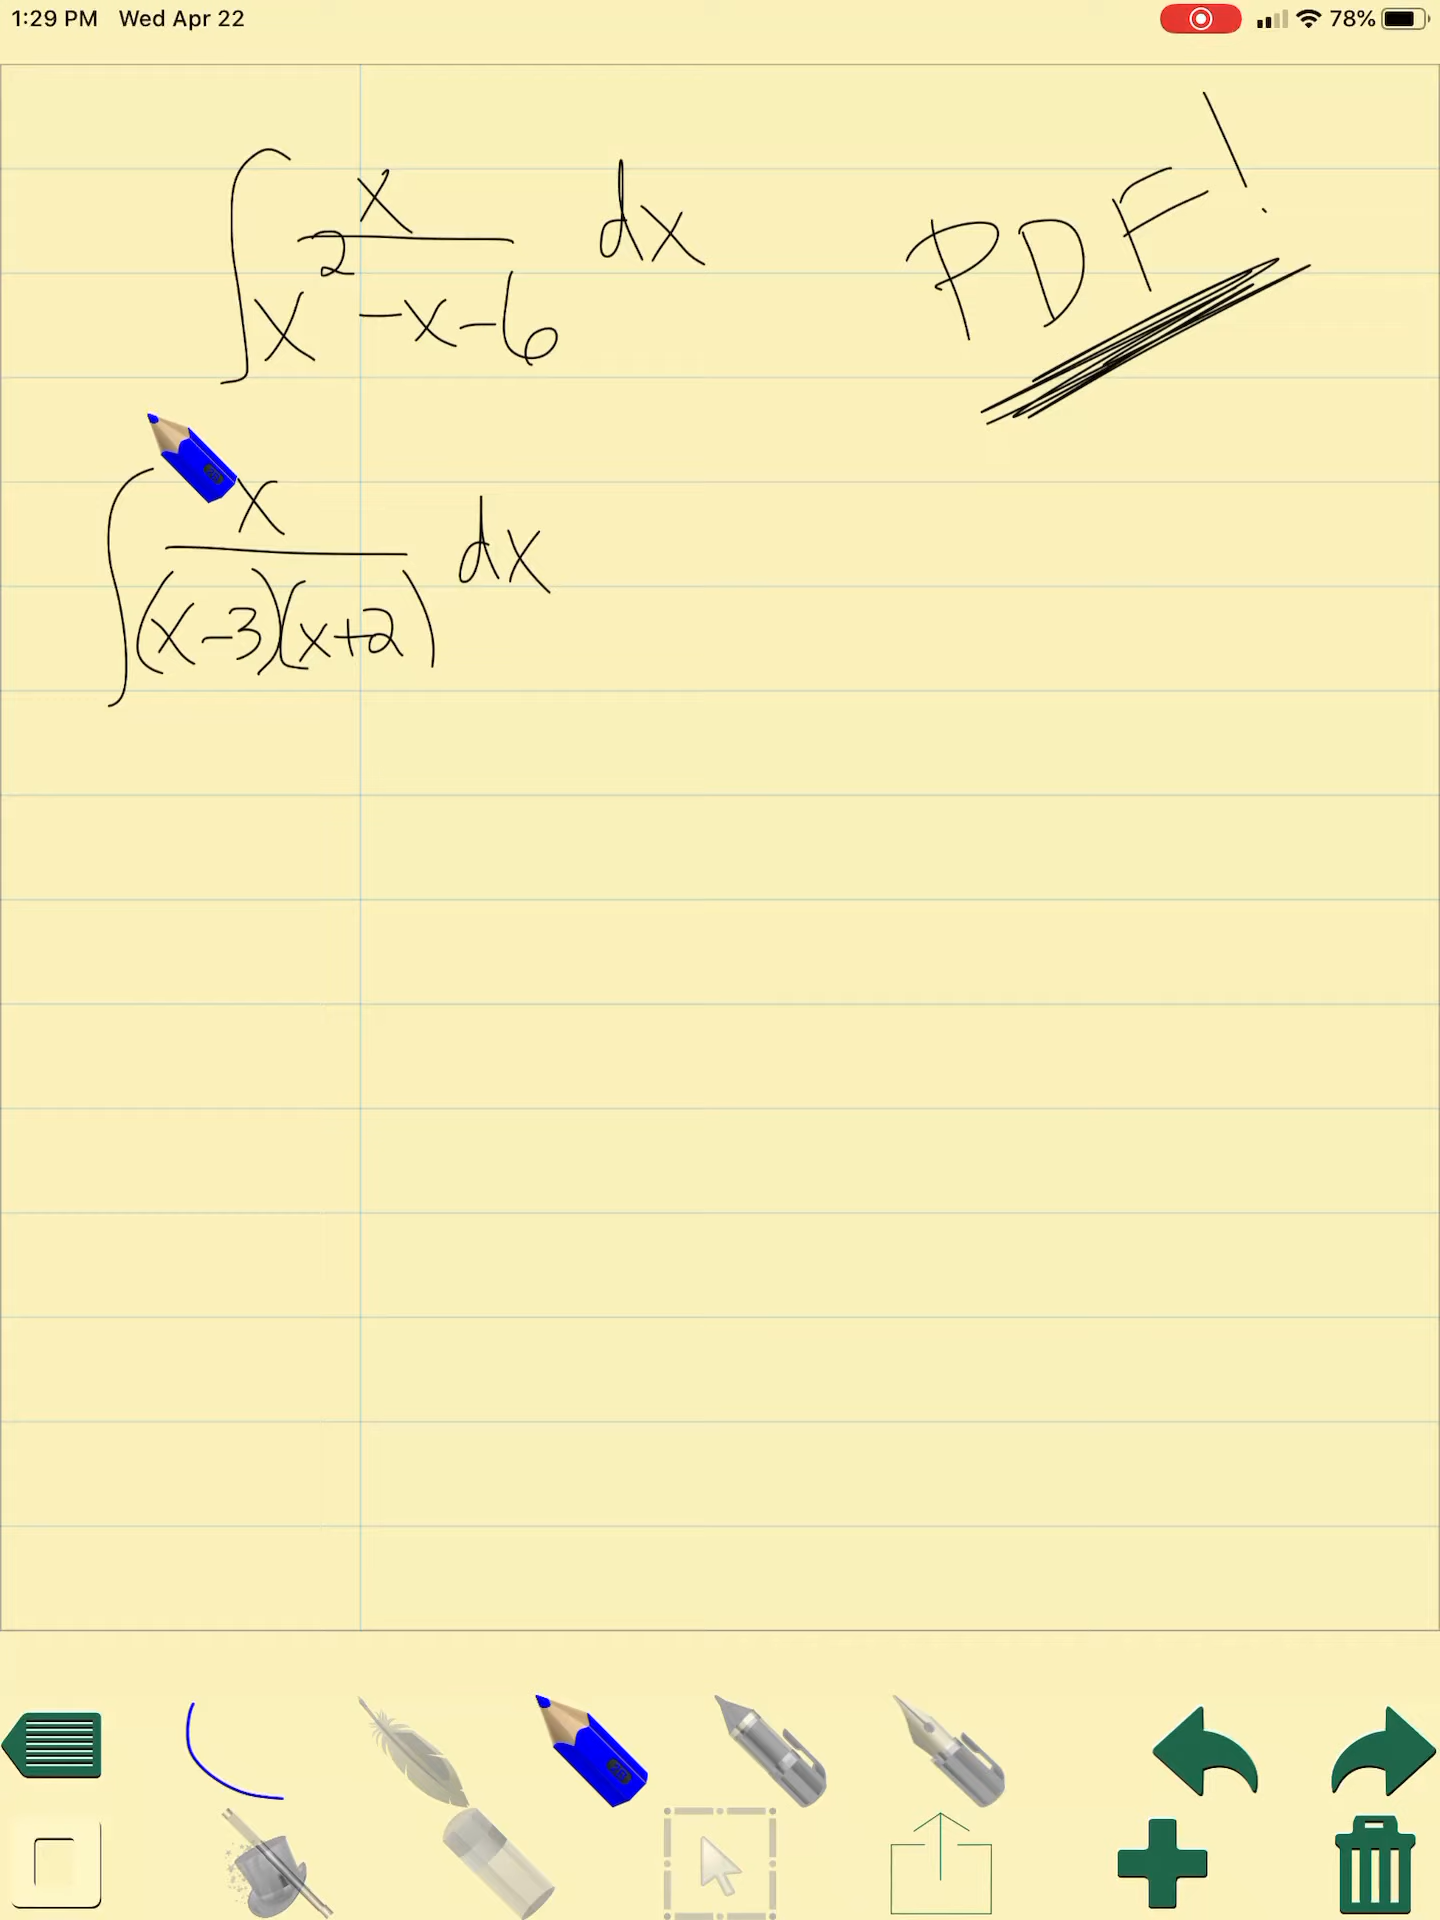 1:29 PM Wed Apr 22
78%
∫ x / (x² - x - 6) dx
PDF!
∫ x / ((x-3)(x+2)) dx